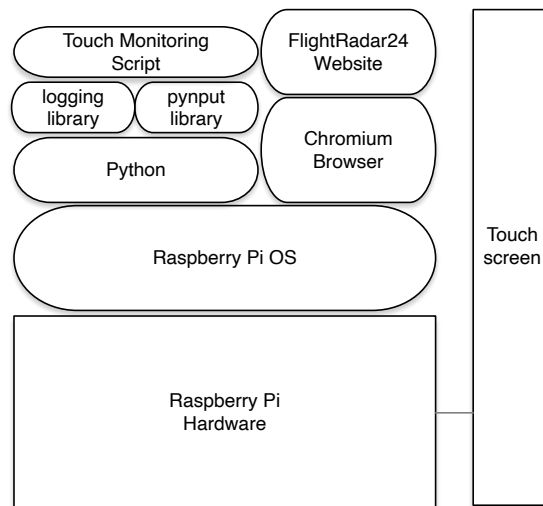 Touch Monitoring
Script
FlightRadar24
Website
logging
library
pynput
library
Chromium
Browser
Python
Raspberry Pi OS
Touch
screen
Raspberry Pi
Hardware